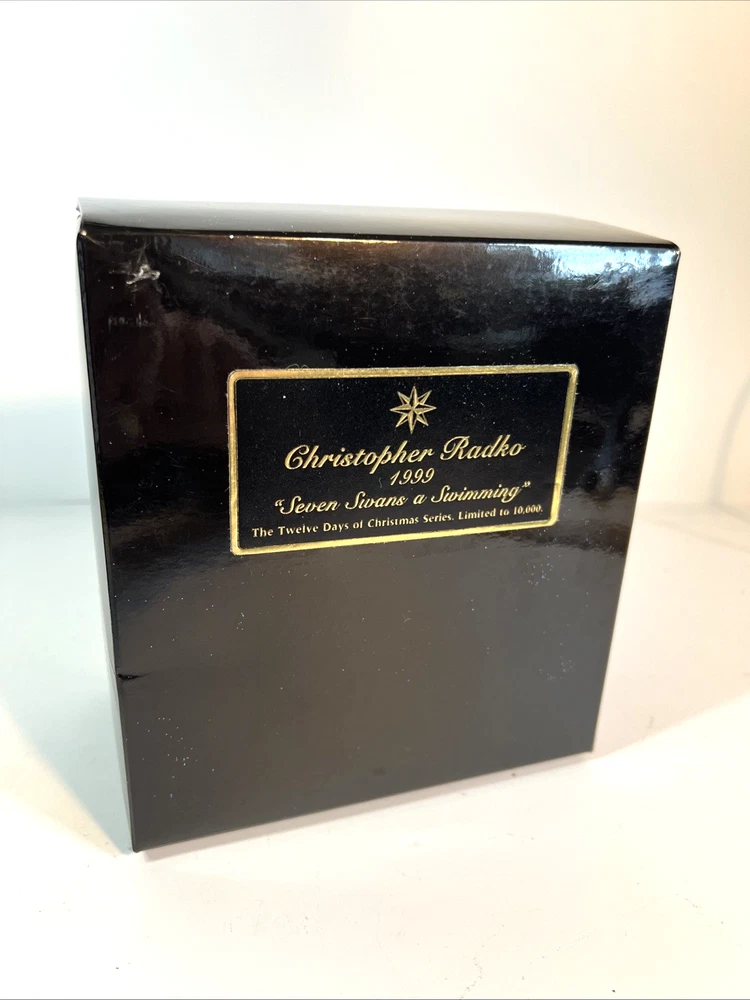 Christopher Radko
1999
“Seven Swans a Swimming”
The Twelve Days of Christmas Series. Limited to 10,000.